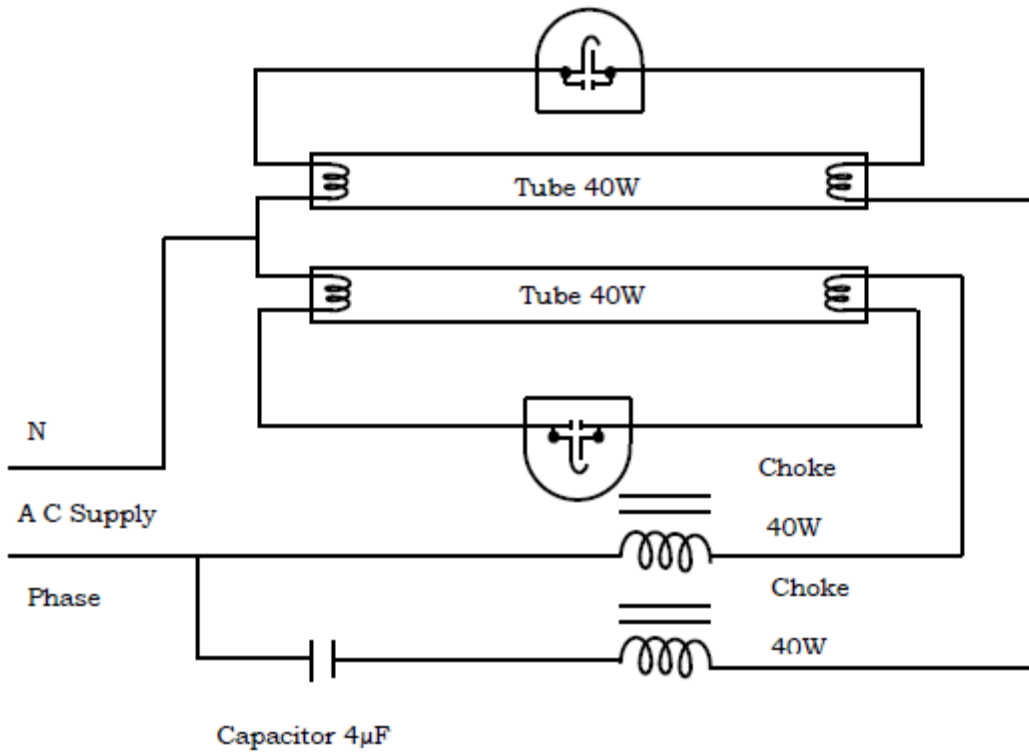 Tube 40W
Tube 40W
N
Choke
A C Supply
40W
Phase
Choke
40W
Capacitor 4μF